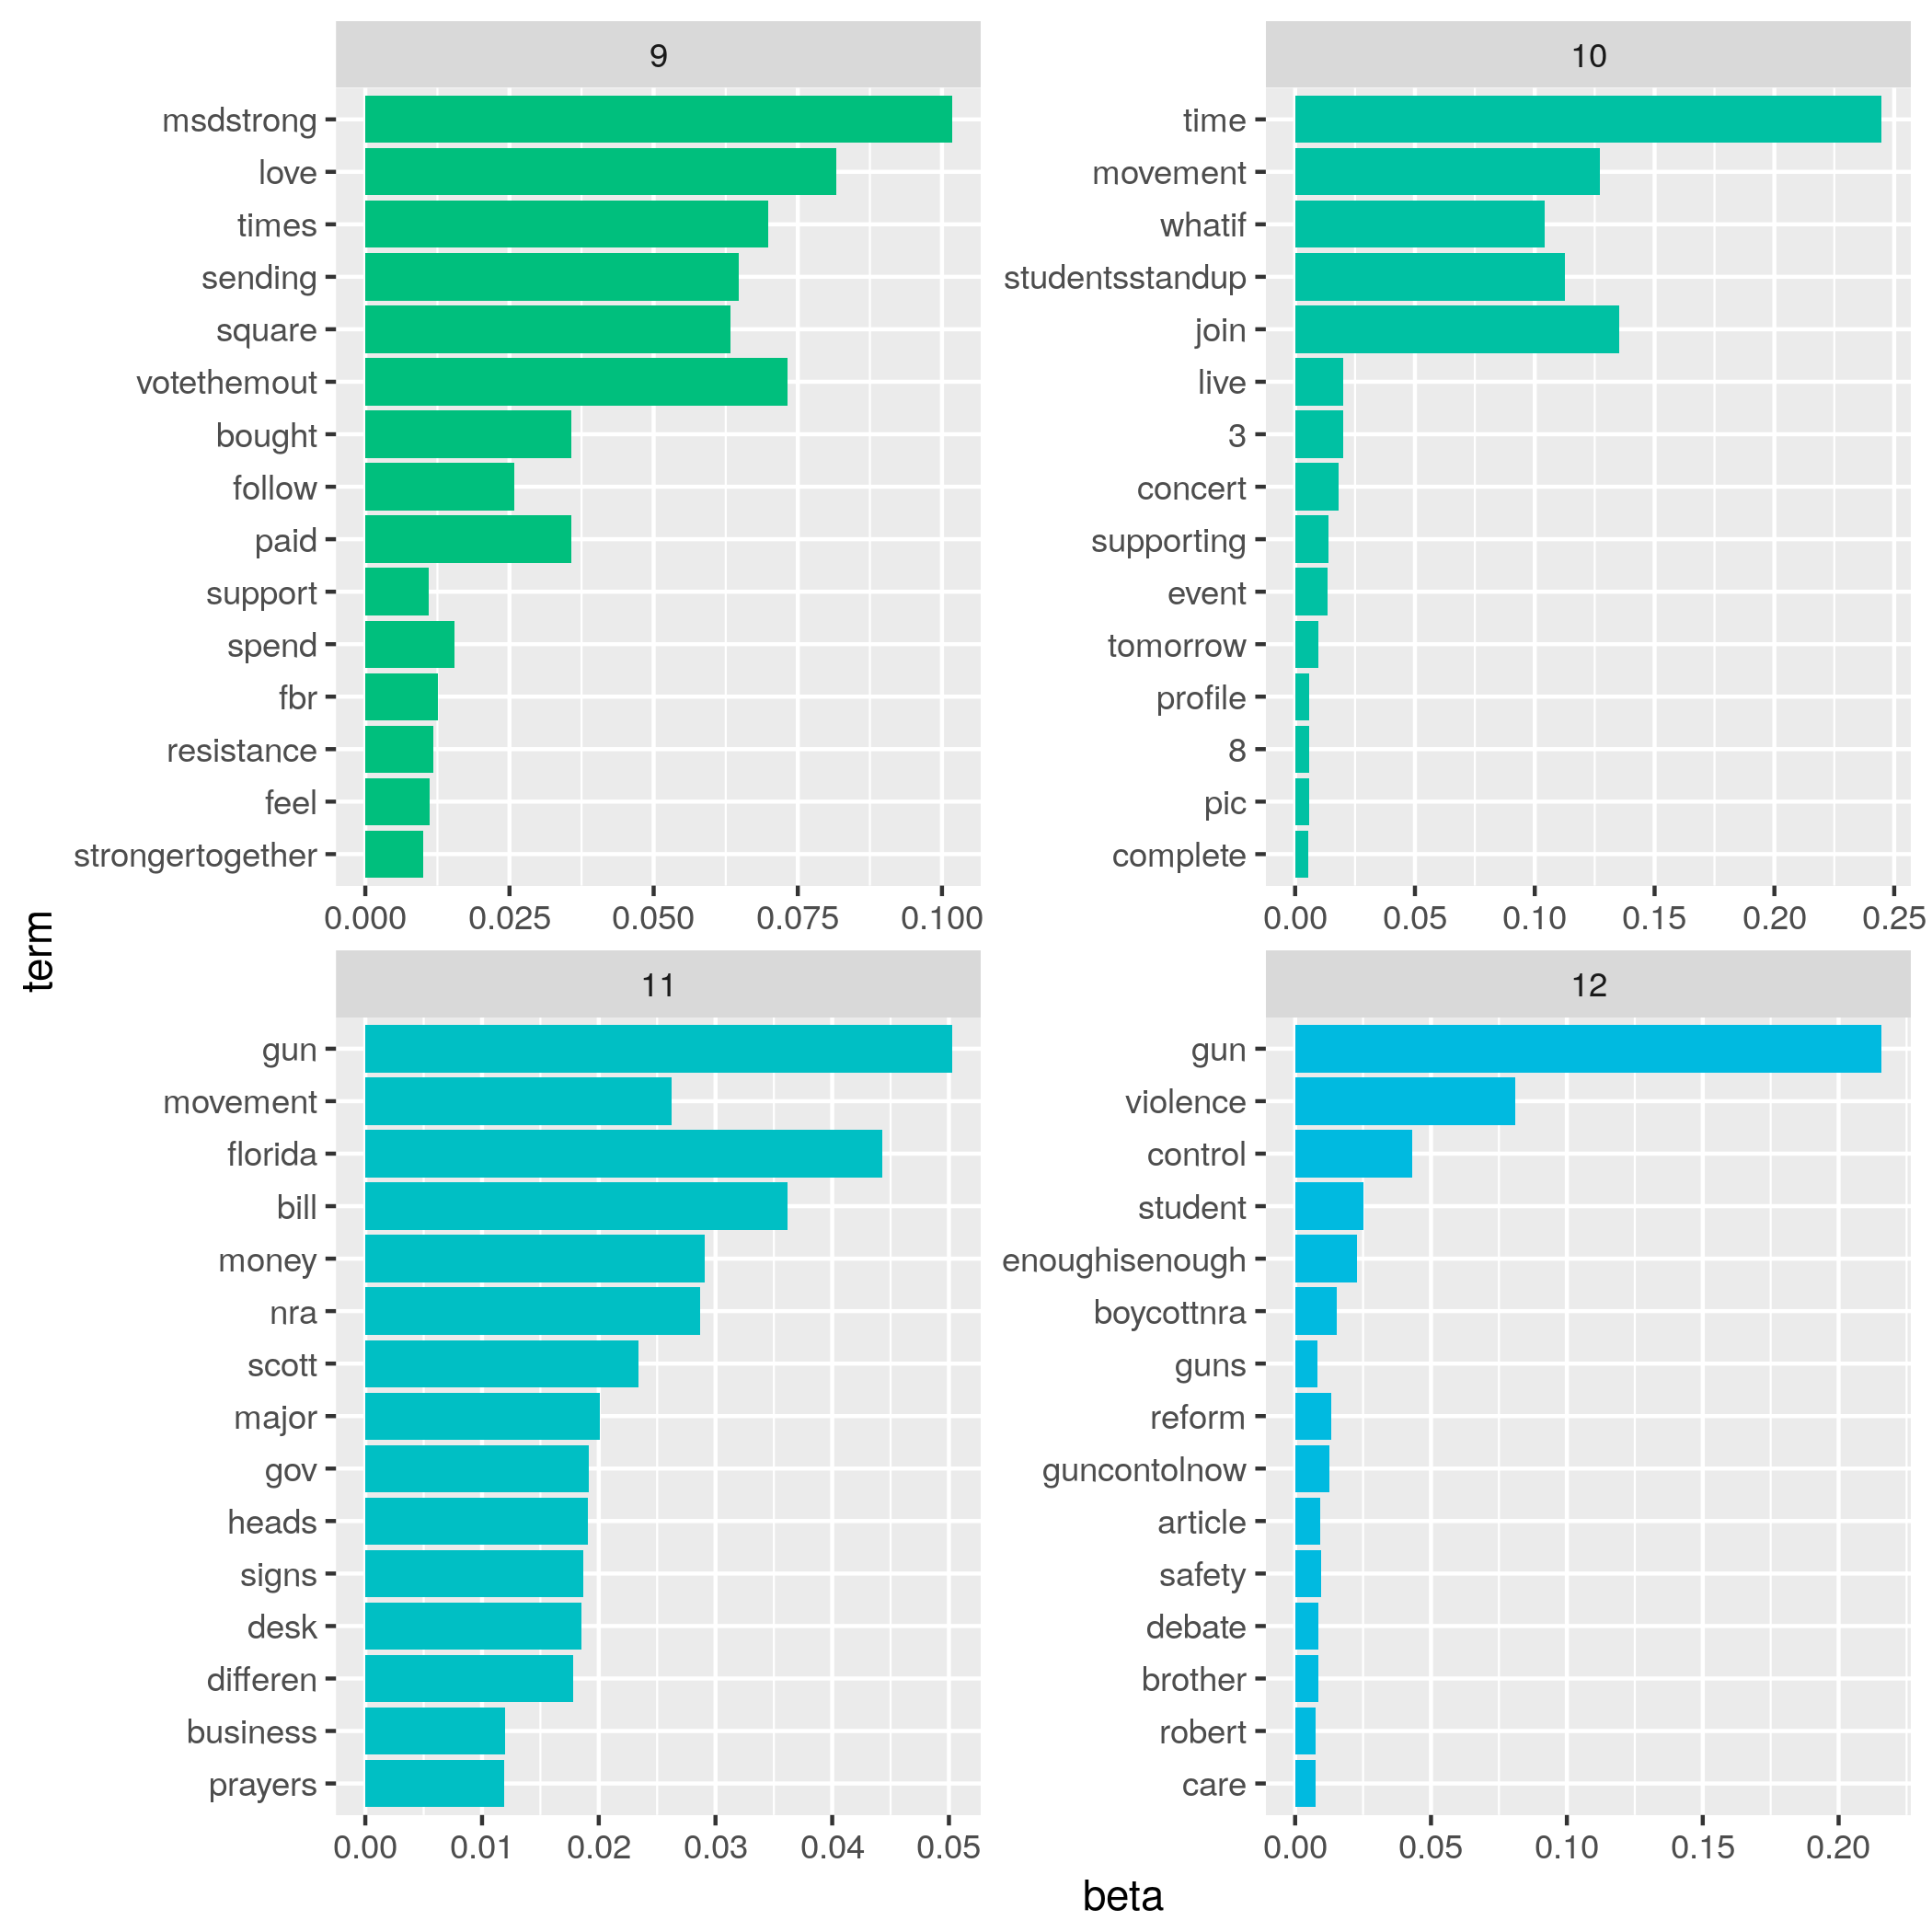 term
9
msdstrong
love
times
sending
square
votethemout
bought
follow
paid
support
spend
fbr
resistance
feel
strongertogether
0.000 0.025 0.050 0.075 0.100
10
time
movement
whatif
studentsstandup
join
live
3
concert
supporting
event
tomorrow
profile
8
pic
complete
0.00 0.05 0.10 0.15 0.20 0.25
11
gun
movement
florida
bill
money
nra
scott
major
gov
heads
signs
desk
differen
business
prayers
0.00 0.01 0.02 0.03 0.04 0.05
12
gun
violence
control
student
enoughisenough
boycottnra
guns
reform
guncontolnow
article
safety
debate
brother
robert
care
0.00 0.05 0.10 0.15 0.20
beta